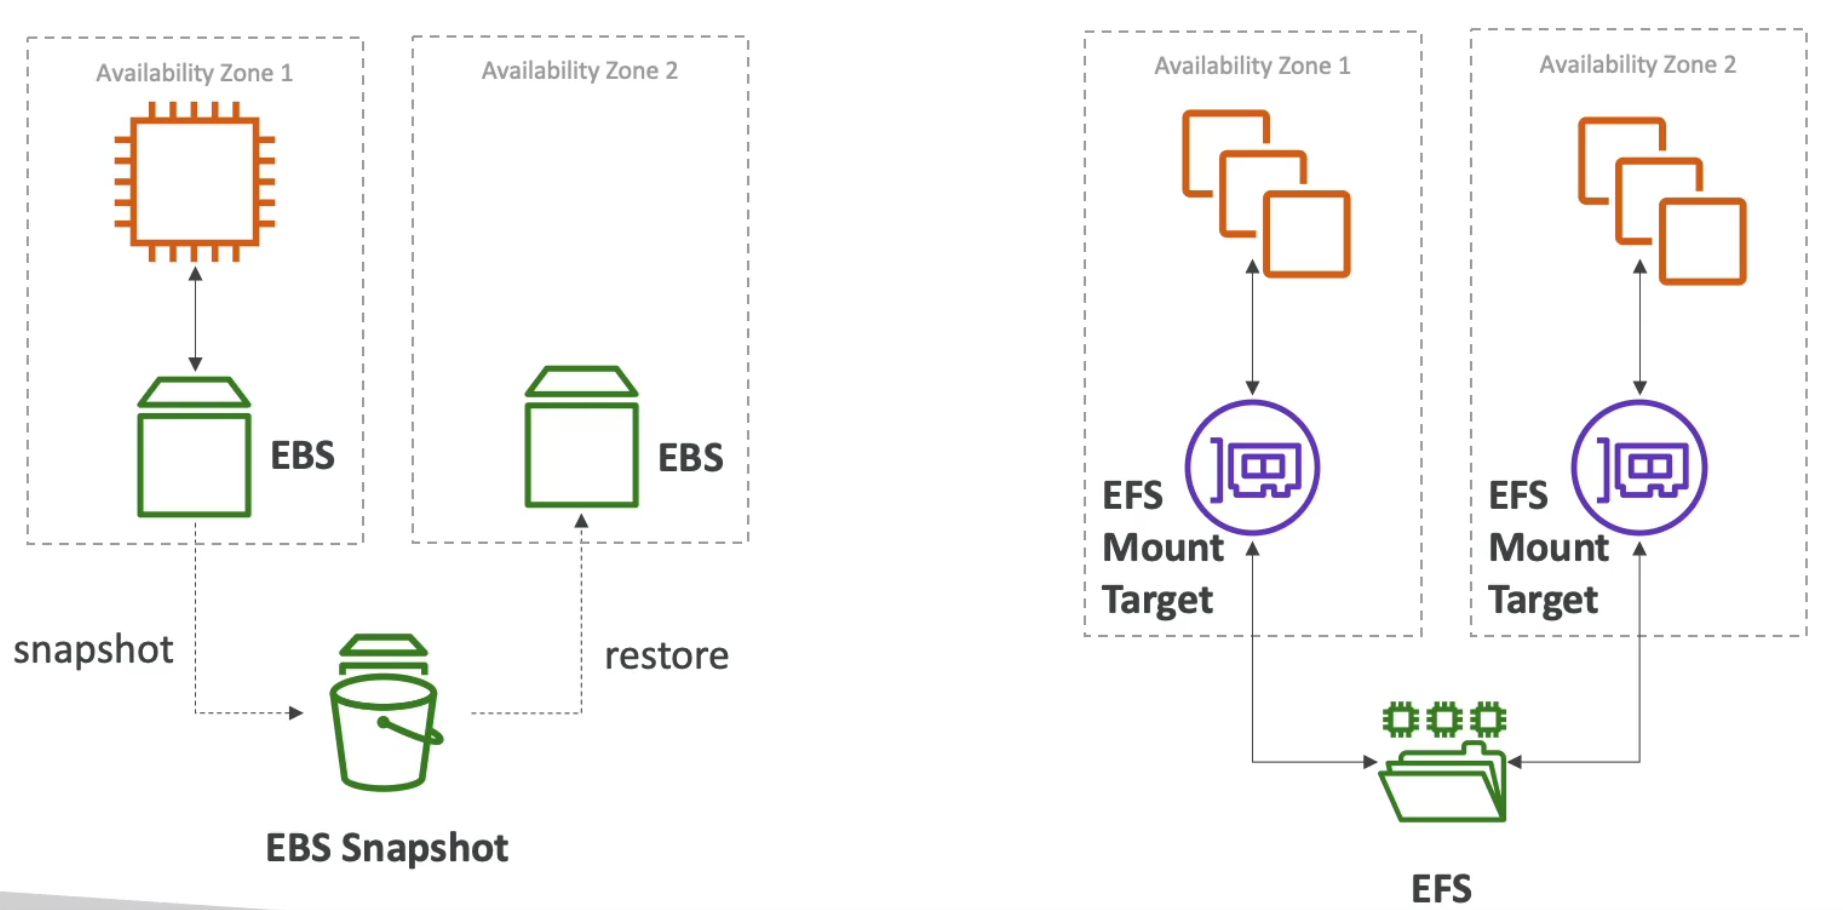 Availability Zone 1
Availability Zone 2
EBS
EBS
snapshot
restore
EBS Snapshot
Availability Zone 1
Availability Zone 2
EFS
Mount
Target
EFS
Mount
Target
EFS